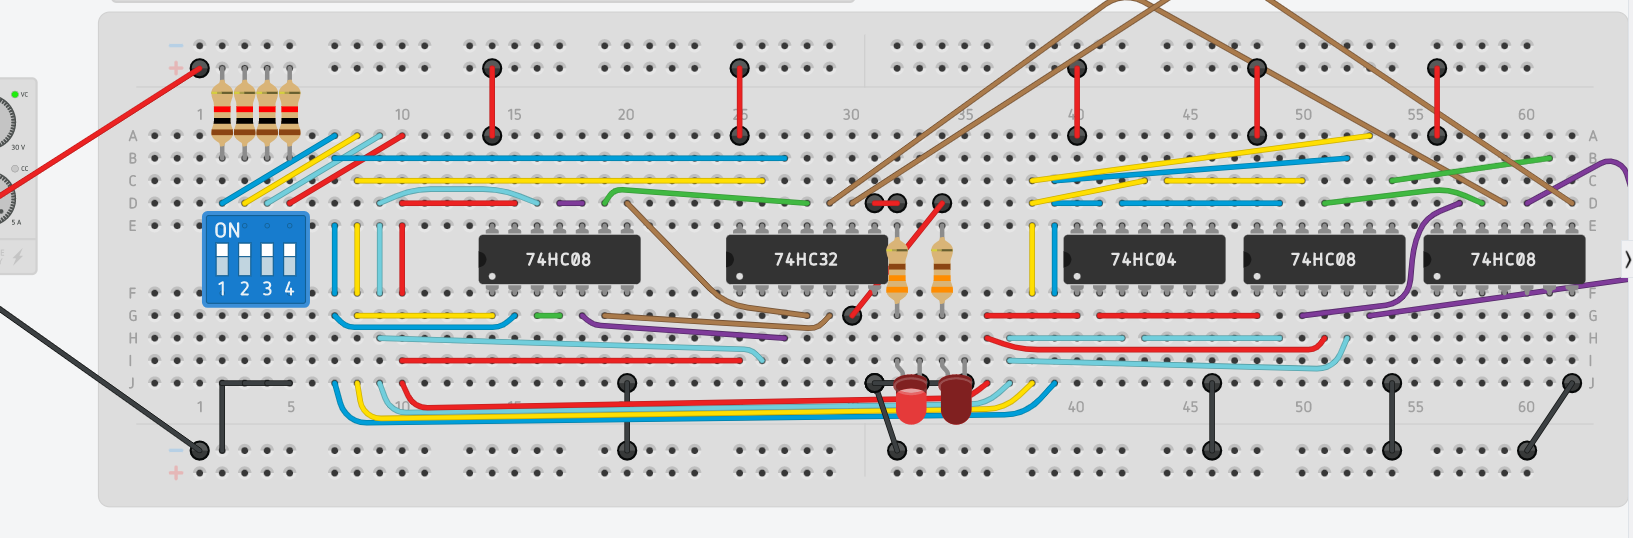 − −
+ +
VC
30 V
CC
5 A
1 10 15 20 25 30 35 40 45 50 55 60
A A
B B
C C
D D
E E
ON
1 2 3 4
74HC08 74HC32 74HC04 74HC08 74HC08
F F
G G
H H
I I
J J
1 5 10 15 40 45 50 55 60
− −
+ +